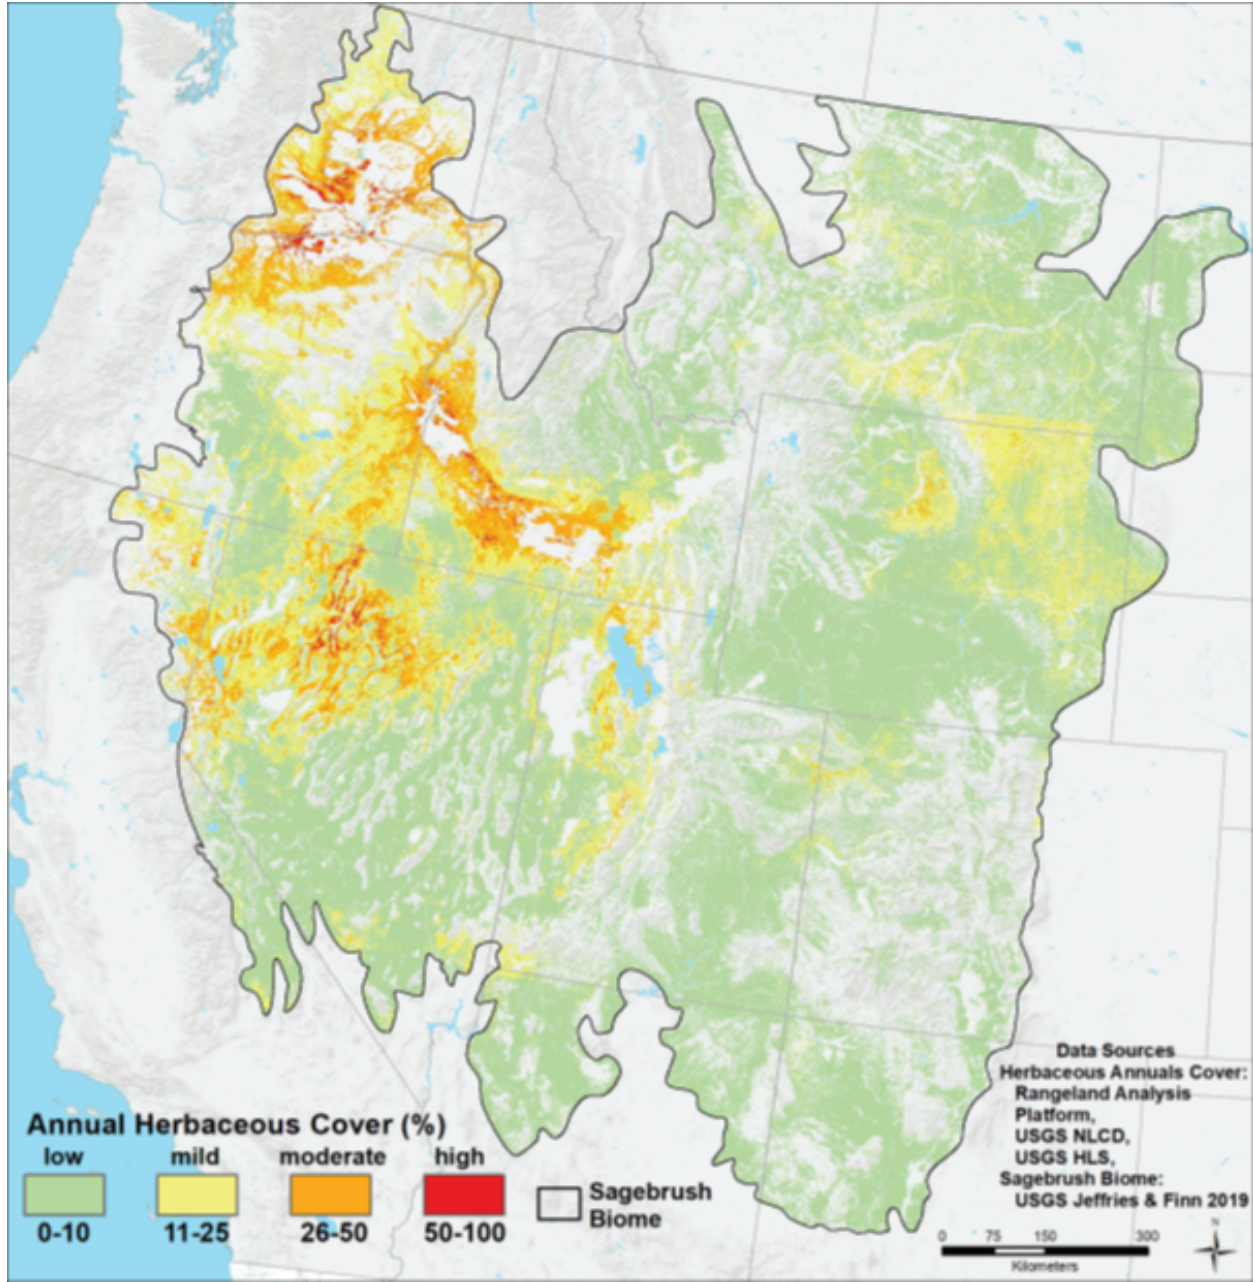 Data Sources
Herbaceous Annuals Cover:
Rangeland Analysis
Platform,
USGS NLCD,
USGS HLS,
Sagebrush Biome:
USGS Jeffries & Finn 2019
Annual Herbaceous Cover (%)
low mild moderate high
0-10 11-25 26-50 50-100
Sagebrush
Biome
0 75 150 300
Kilometers
N